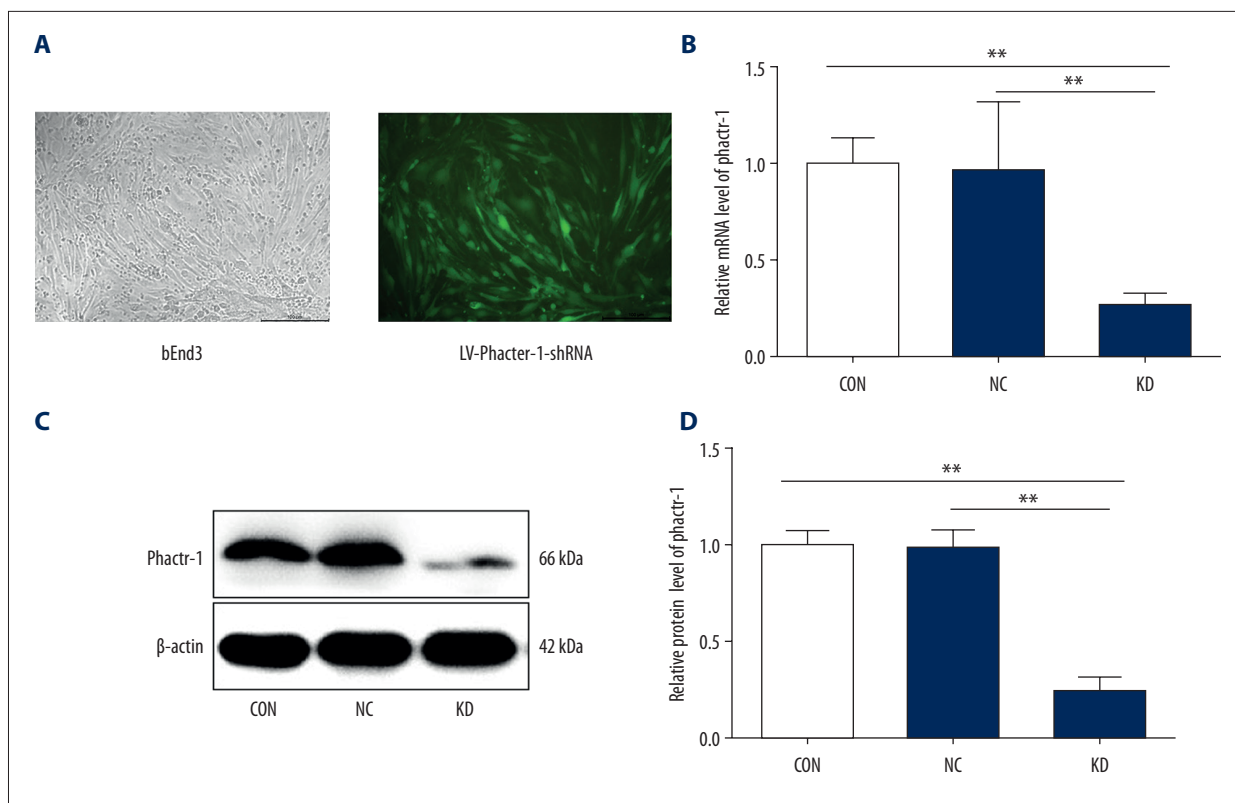 A
bEnd3
LV-Phacter-1-shRNA
B
Relative mRNA level of phactr-1
1.5
1.0
0.5
0.0
**
**
CON NC KD
C
Phactr-1
66 kDa
β-actin
42 kDa
CON NC KD
D
Relative protein level of phactr-1
1.5
1.0
0.5
0.0
**
**
CON NC KD